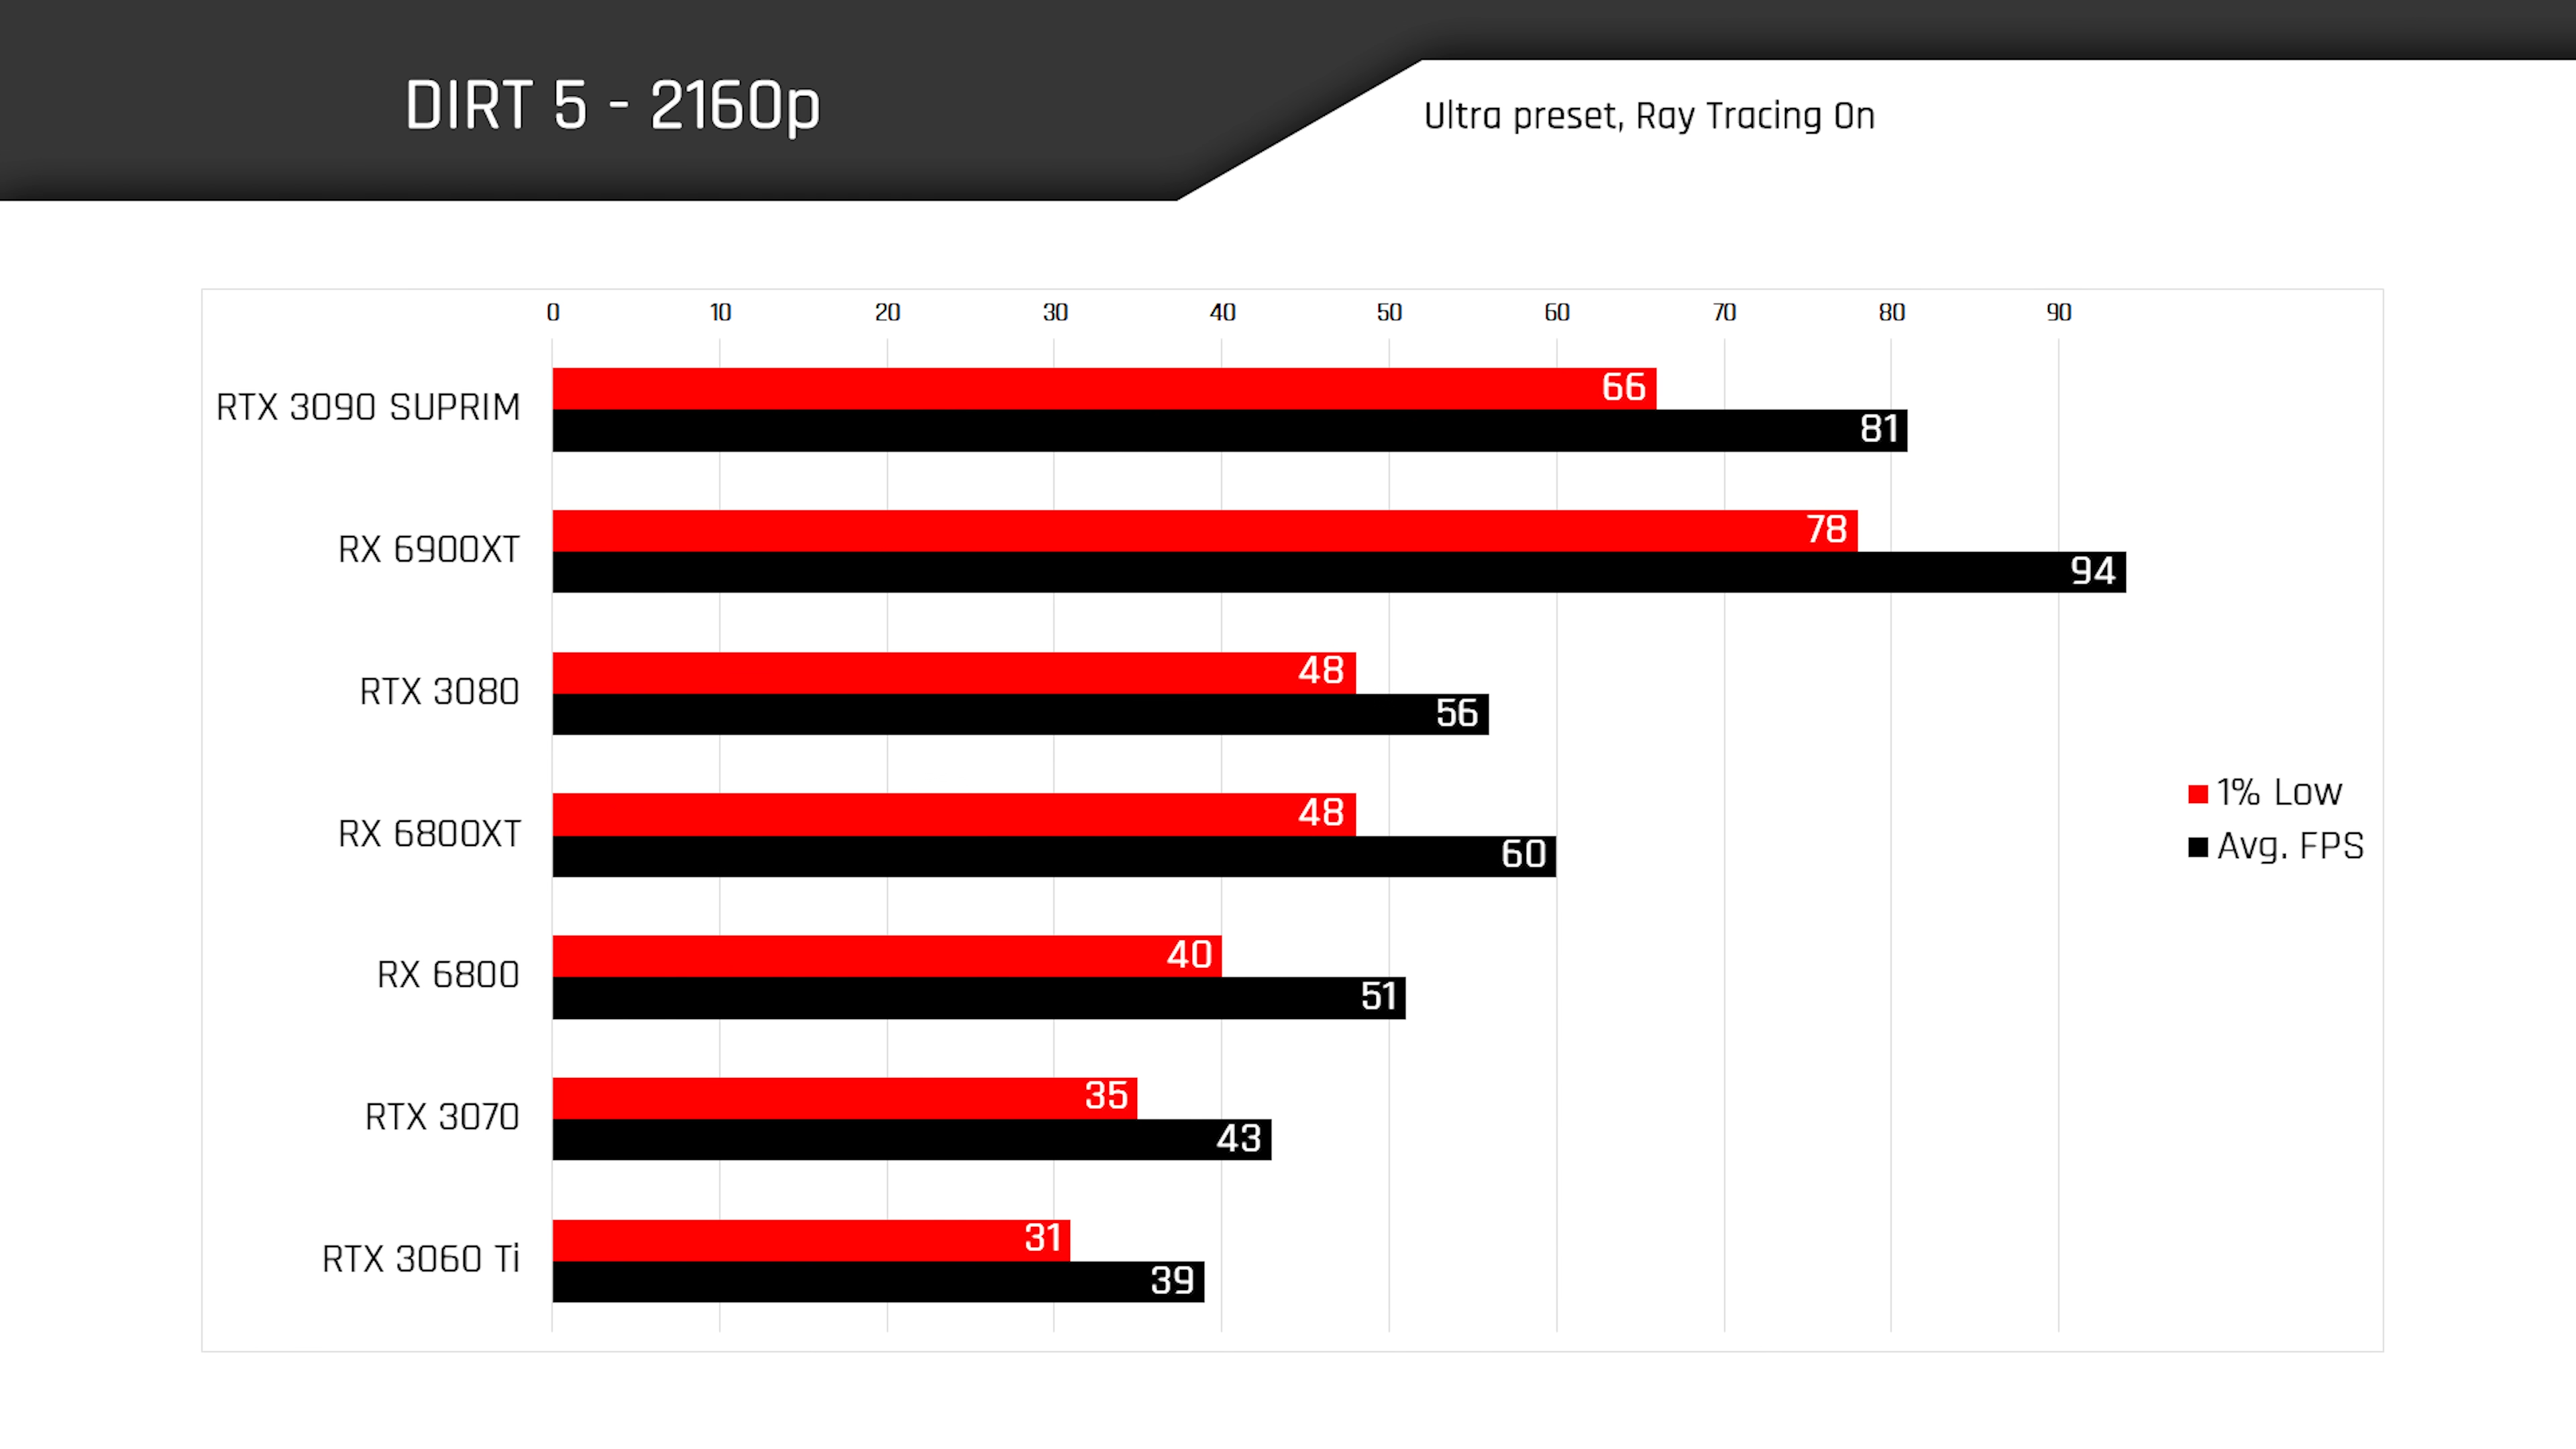 DIRT 5 - 2160p
Ultra preset, Ray Tracing On
0 10 20 30 40 50 60 70 80 90
RTX 3090 SUPRIM 66 81
RX 6900XT 78 94
RTX 3080 48 56
RX 6800XT 48 60
RX 6800 40 51
RTX 3070 35 43
RTX 3060 Ti 31 39
1% Low
Avg. FPS